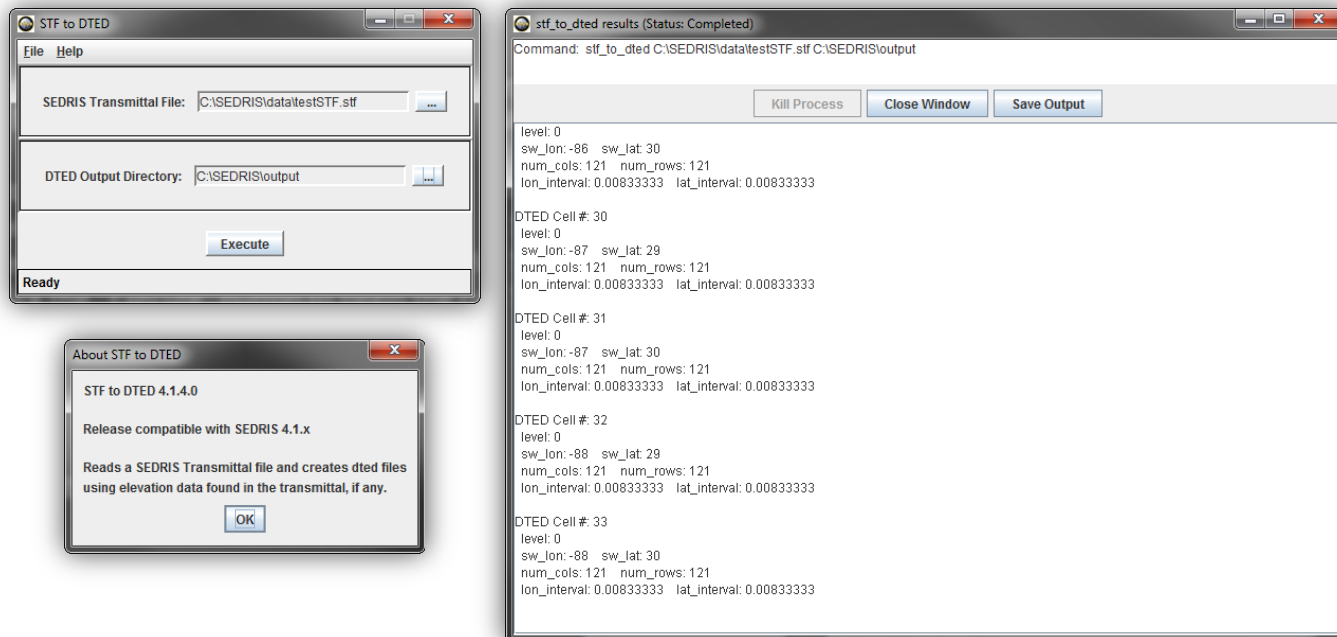 STF to DTED
File Help
SEDRIS Transmittal File: C:\SEDRIS\data\testSTF.stf ...
DTED Output Directory: C:\SEDRIS\output ...
Execute
Ready
About STF to DTED
STF to DTED 4.1.4.0
Release compatible with SEDRIS 4.1.x
Reads a SEDRIS Transmittal file and creates dted files
using elevation data found in the transmittal, if any.
OK
stf_to_dted results (Status: Completed)
Command: stf_to_dted C:\SEDRIS\data\testSTF.stf C:\SEDRIS\output
Kill Process Close Window Save Output
level: 0
sw_lon: -86 sw_lat: 30
num_cols: 121 num_rows: 121
lon_interval: 0.00833333 lat_interval: 0.00833333
DTED Cell #: 30
level: 0
sw_lon: -87 sw_lat: 29
num_cols: 121 num_rows: 121
lon_interval: 0.00833333 lat_interval: 0.00833333
DTED Cell #: 31
level: 0
sw_lon: -87 sw_lat: 30
num_cols: 121 num_rows: 121
lon_interval: 0.00833333 lat_interval: 0.00833333
DTED Cell #: 32
level: 0
sw_lon: -88 sw_lat: 29
num_cols: 121 num_rows: 121
lon_interval: 0.00833333 lat_interval: 0.00833333
DTED Cell #: 33
level: 0
sw_lon: -88 sw_lat: 30
num_cols: 121 num_rows: 121
lon_interval: 0.00833333 lat_interval: 0.00833333